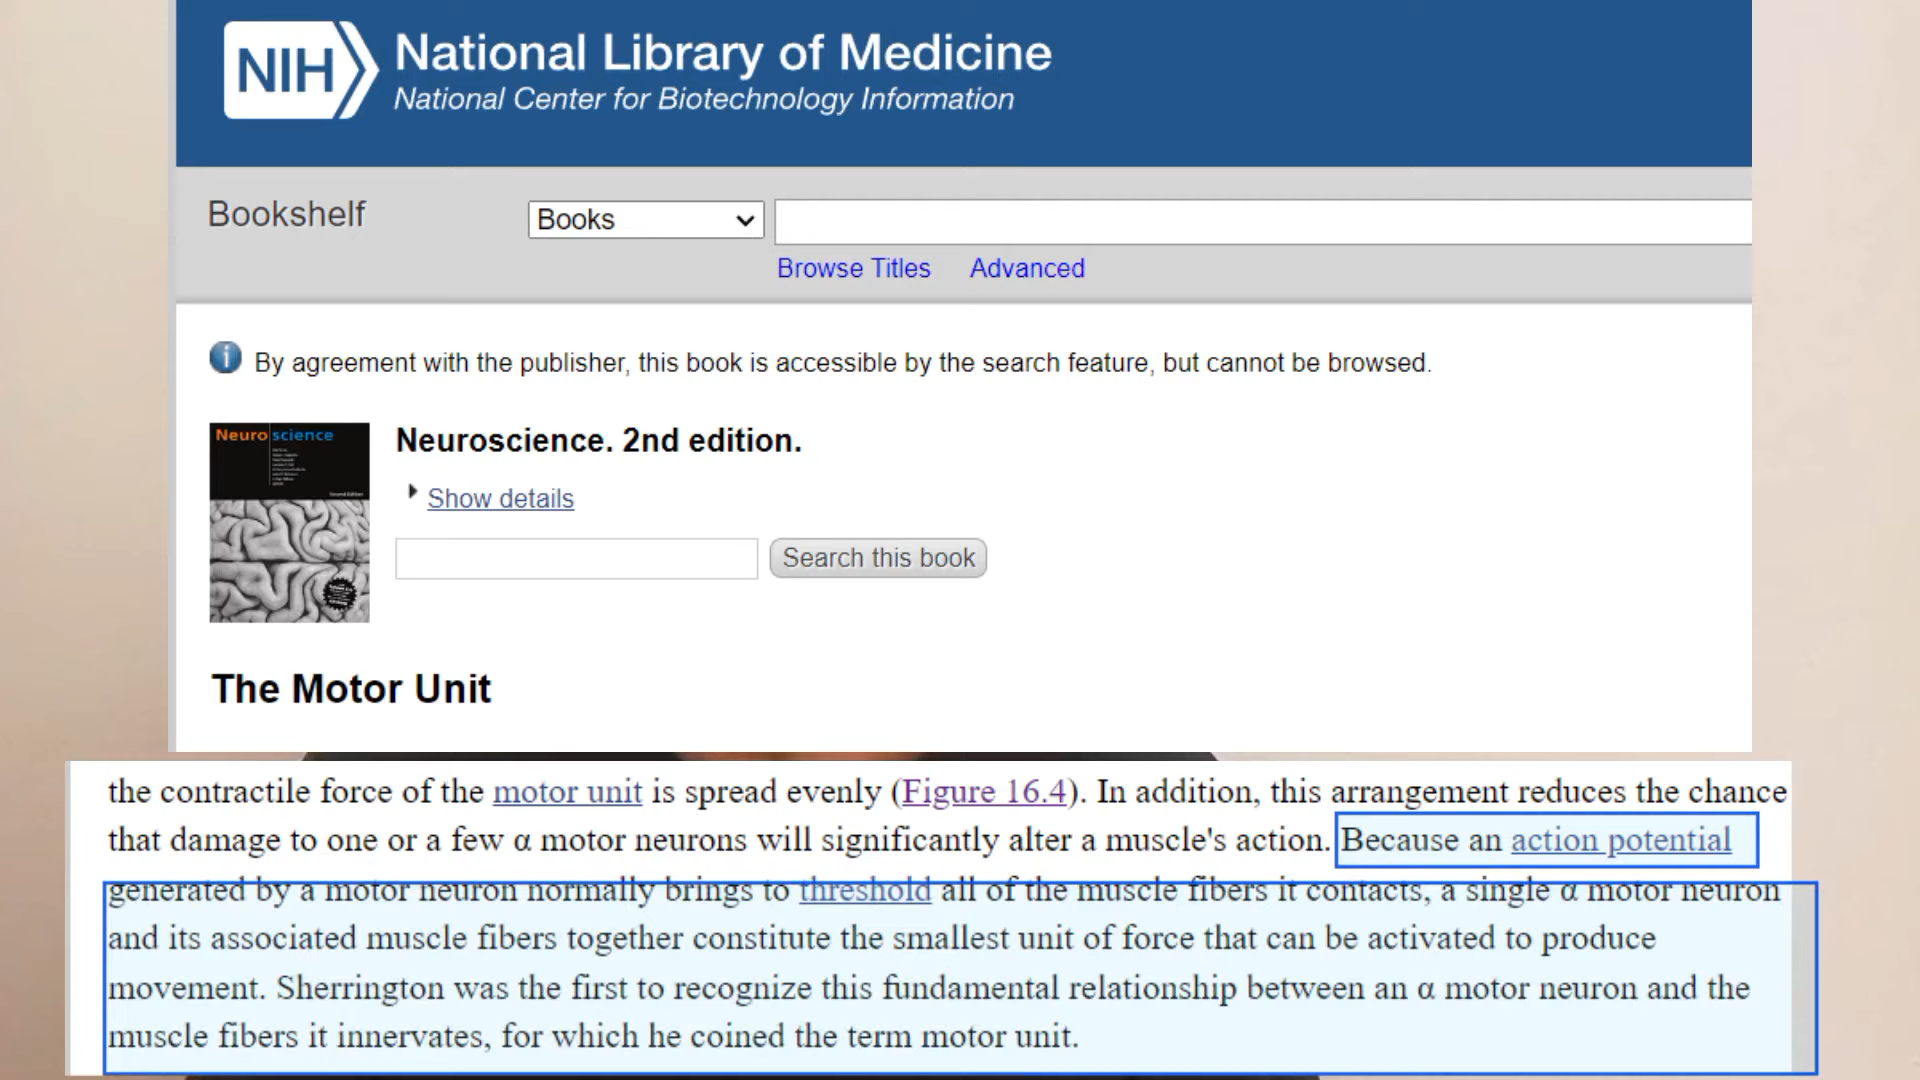 NIH
National Library of Medicine
National Center for Biotechnology Information
Bookshelf
Books
Browse Titles Advanced
By agreement with the publisher, this book is accessible by the search feature, but cannot be browsed.
Neuroscience
Neuroscience. 2nd edition.
Show details
Search this book
The Motor Unit
the contractile force of the motor unit is spread evenly (Figure 16.4). In addition, this arrangement reduces the chance
that damage to one or a few α motor neurons will significantly alter a muscle's action. Because an action potential
generated by a motor neuron normally brings to threshold all of the muscle fibers it contacts, a single α motor neuron
and its associated muscle fibers together constitute the smallest unit of force that can be activated to produce
movement. Sherrington was the first to recognize this fundamental relationship between an α motor neuron and the
muscle fibers it innervates, for which he coined the term motor unit.